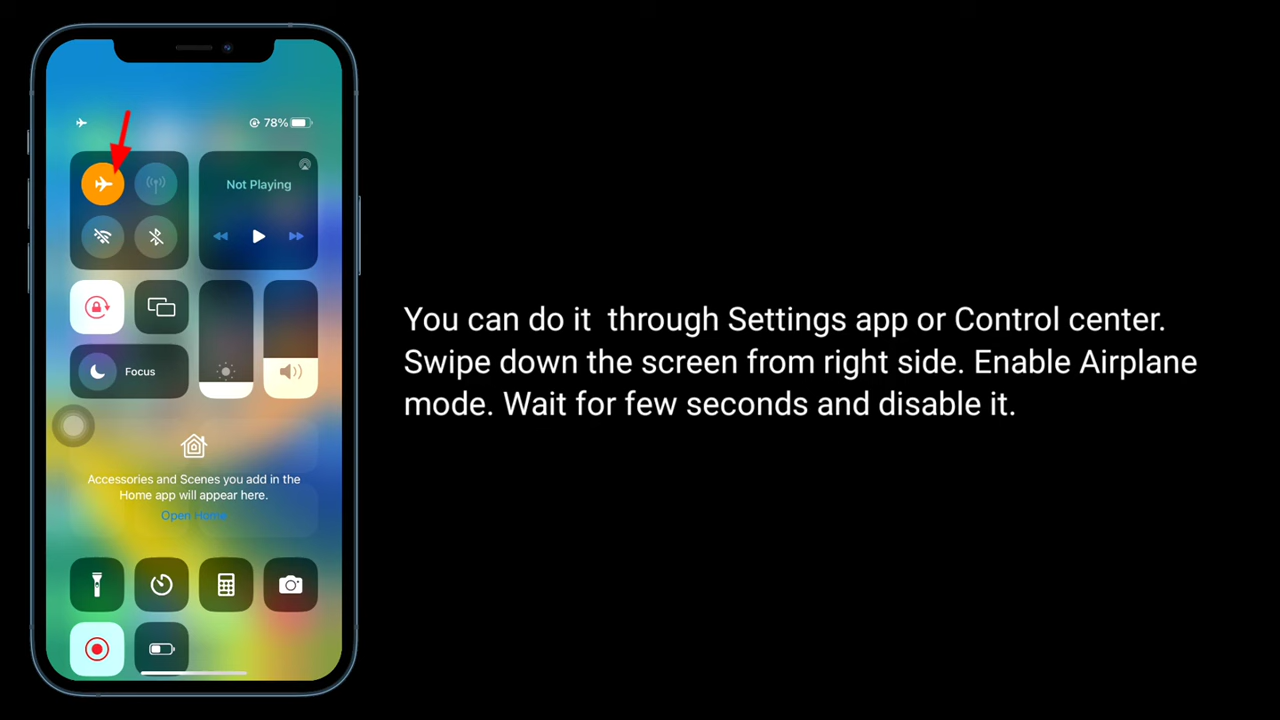 78%
Not Playing
Focus
Accessories and Scenes you add in the
Home app will appear here.
Open Home
You can do it  through Settings app or Control center.
Swipe down the screen from right side. Enable Airplane
mode. Wait for few seconds and disable it.